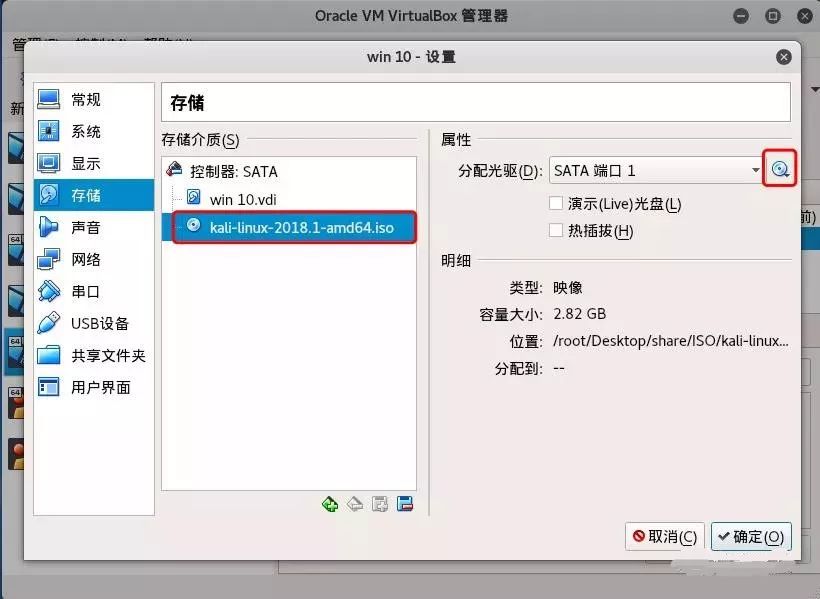 Oracle VM VirtualBox 管理器
win 10 - 设置
常规
系统
显示
存储
声音
网络
串口
USB设备
共享文件夹
用户界面
存储
存储介质(S)
控制器: SATA
win 10.vdi
kali-linux-2018.1-amd64.iso
属性
分配光驱(D):
SATA 端口 1
演示(Live)光盘(L)
热插拔(H)
明细
类型: 映像
容量大小: 2.82 GB
位置: /root/Desktop/share/ISO/kali-linux...
分配到: --
取消(C)
确定(O)
新
前)
64
64
64